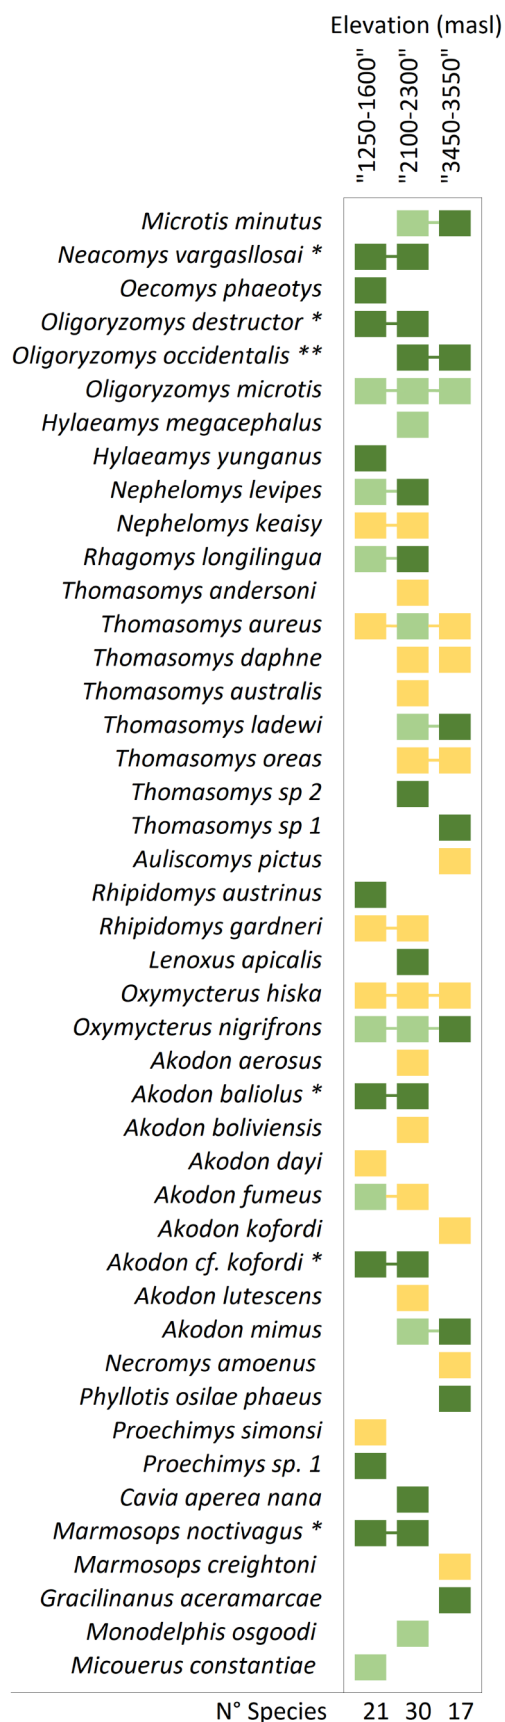 Elevation (masl)
"1250-1600"
"2100-2300"
"3450-3550"
Microtis minutus
Neacomys vargasllosai *
Oecomys phaeotys
Oligoryzomys destructor *
Oligoryzomys occidentalis **
Oligoryzomys microtis
Hylaeamys megacephalus
Hylaeamys yunganus
Nephelomys levipes
Nephelomys keaisy
Rhagomys longilingua
Thomasomys andersoni
Thomasomys aureus
Thomasomys daphne
Thomasomys australis
Thomasomys ladewi
Thomasomys oreas
Thomasomys sp 2
Thomasomys sp 1
Auliscomys pictus
Rhipidomys austrinus
Rhipidomys gardneri
Lenoxus apicalis
Oxymycterus hiska
Oxymycterus nigrifrons
Akodon aerosus
Akodon baliolus *
Akodon boliviensis
Akodon dayi
Akodon fumeus
Akodon kofordi
Akodon cf. kofordi *
Akodon lutescens
Akodon mimus
Necromys amoenus
Phyllotis osilae phaeus
Proechimys simonsi
Proechimys sp. 1
Cavia aperea nana
Marmosops noctivagus *
Marmosops creightoni
Gracilinanus aceramarcae
Monodelphis osgoodi
Micouerus constantiae
N° Species 21 30 17